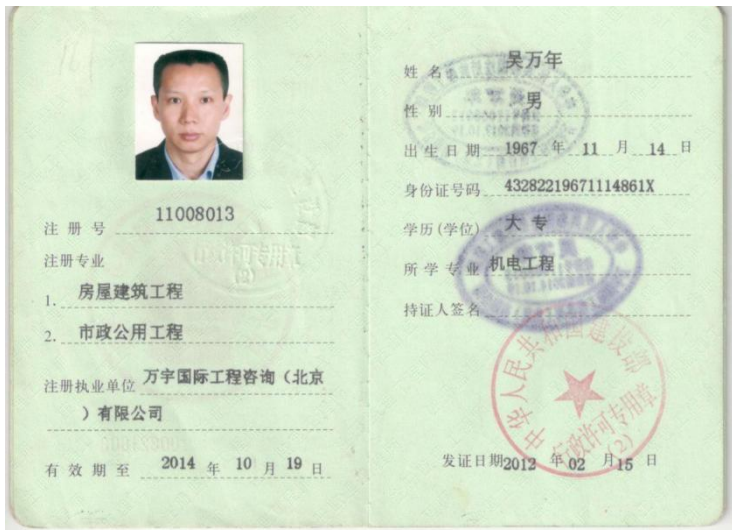 注册号 11008013
注册专业
1. 房屋建筑工程
2. 市政公用工程
注册执业单位 万宇国际工程咨询（北京
）有限公司
有效期至 2014 年 10 月 19 日
姓名 吴万年
性别 男
出生日期 1967 年 11 月 14 日
身份证号码 43282219671114861X
学历(学位) 大专
所学专业 机电工程
持证人签名
中华人民共和国建设部
行政许可专用章
(2)
发证日期 2012 年 02 月 15 日